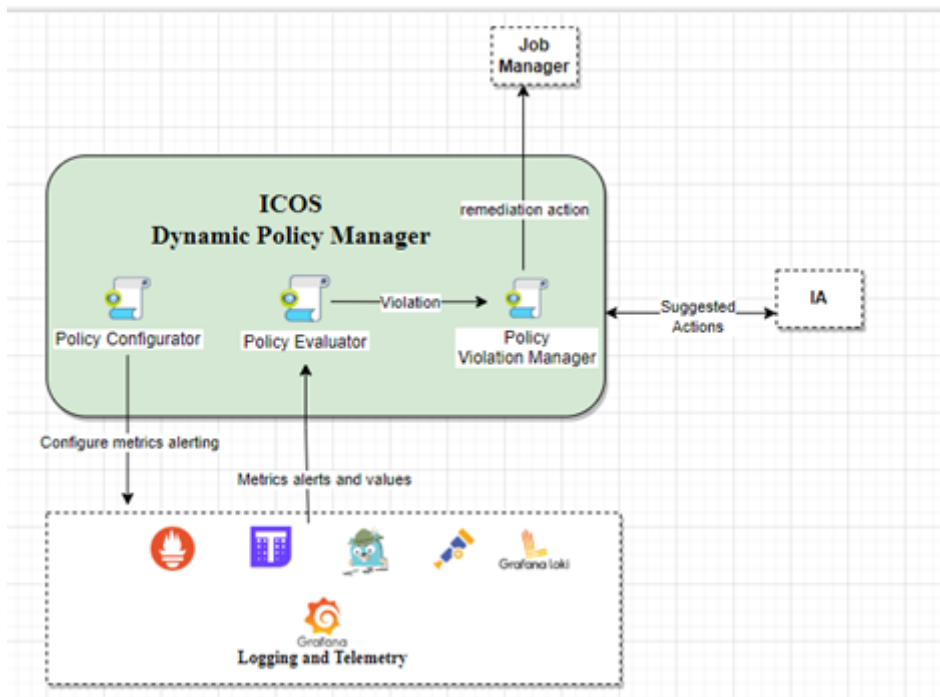 Job
Manager
ICOS
Dynamic Policy Manager
remediation action
Policy Configurator
Policy Evaluator
Violation
Policy
Violation Manager
Suggested
Actions
IA
Configure metrics alerting
Metrics alerts and values
Grafana loki
Grafana
Logging and Telemetry